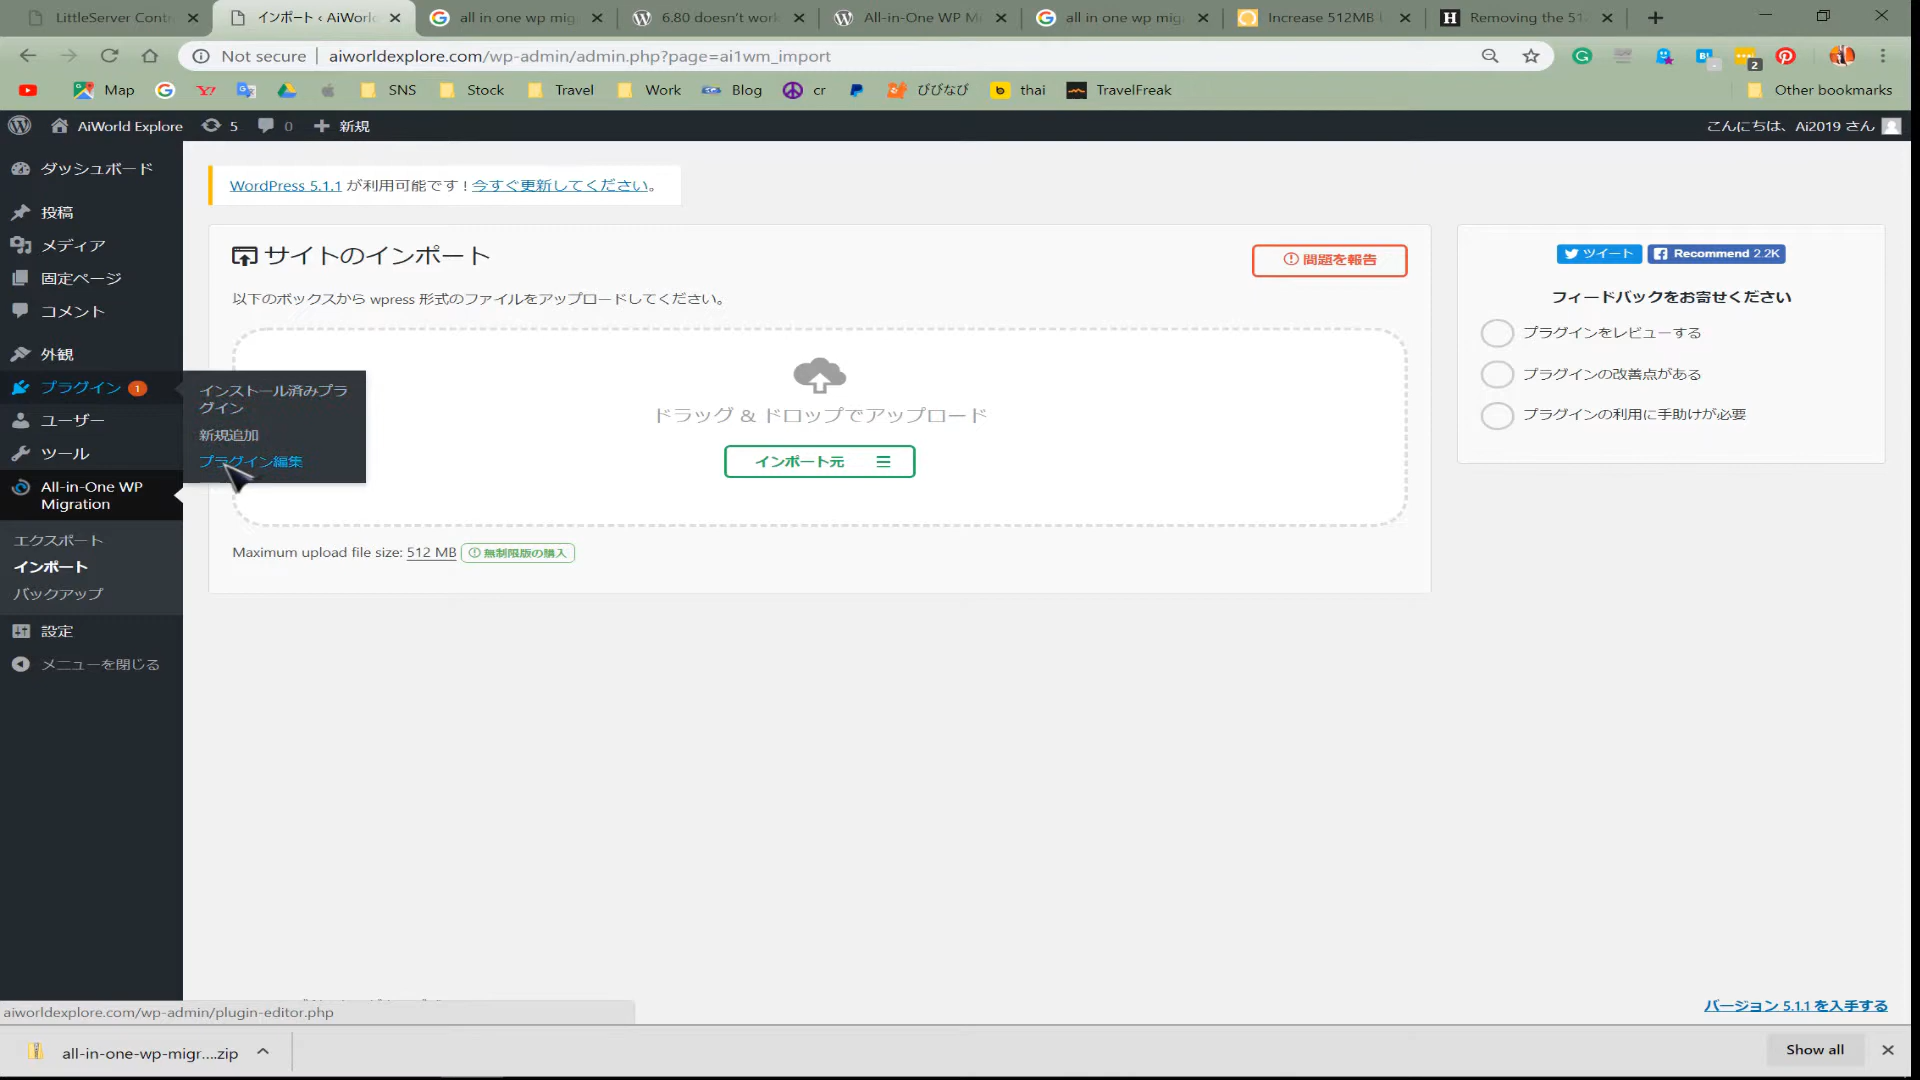 LittleServer Contr
インポート ‹ AiWorl
all in one wp mig
6.80 doesn't work
All-in-One WP Mi
all in one wp mig
Increase 512MB
Removing the 51
Not secure
aiworldexplore.com/wp-admin/admin.php?page=ai1wm_import
2
Map
SNS
Stock
Travel
Work
Blog
cr
びびなび
thai
TravelFreak
Other bookmarks
AiWorld Explore
5
0
新規
こんにちは、Ai2019 さん
ダッシュボード
投稿
メディア
固定ページ
コメント
外観
プラグイン 1
ユーザー
ツール
All-in-One WP
Migration
エクスポート
インポート
バックアップ
設定
メニューを閉じる
インストール済みプラ
グイン
新規追加
プラグイン編集
WordPress 5.1.1 が利用可能です ! 今すぐ更新してください。
サイトのインポート
問題を報告
以下のボックスから wpress 形式のファイルをアップロードしてください。
ドラッグ & ドロップでアップロード
インポート元
Maximum upload file size: 512 MB 無制限版の購入
ツイート
Recommend 2.2K
フィードバックをお寄せください
プラグインをレビューする
プラグインの改善点がある
プラグインの利用に手助けが必要
バージョン 5.1.1 を入手する
aiworldexplore.com/wp-admin/plugin-editor.php
all-in-one-wp-migr....zip
Show all